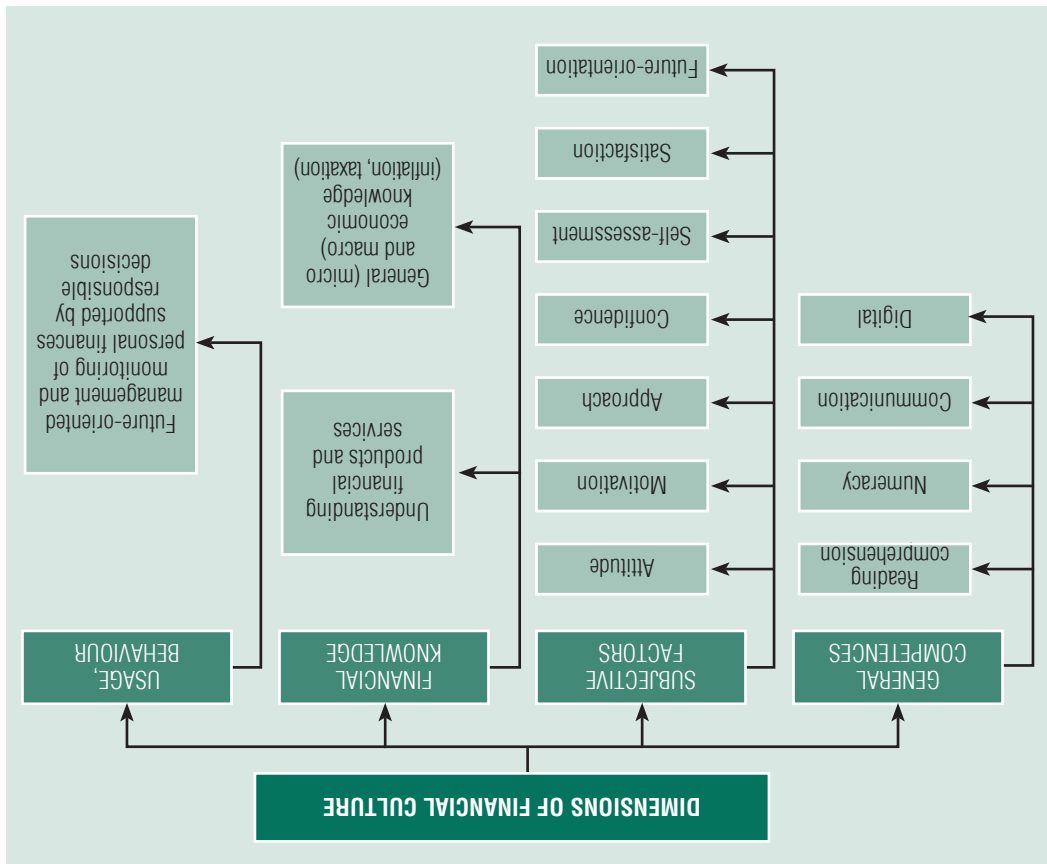 DIMENSIONS OF FINANCIAL CULTURE
GENERAL
COMPETENCES
Reading
comprehension
Numeracy
Communication
Digital
SUBJECTIVE
FACTORS
Attitude
Motivation
Approach
Confidence
Self-assessment
Satisfaction
Future-orientation
FINANCIAL
KNOWLEDGE
Understanding
financial
products and
services
General (micro
and macro)
economic
knowledge
(inflation, taxation)
USAGE,
BEHAVIOUR
Future-oriented
management and
monitoring of
personal finances
supported by
responsible
decisions